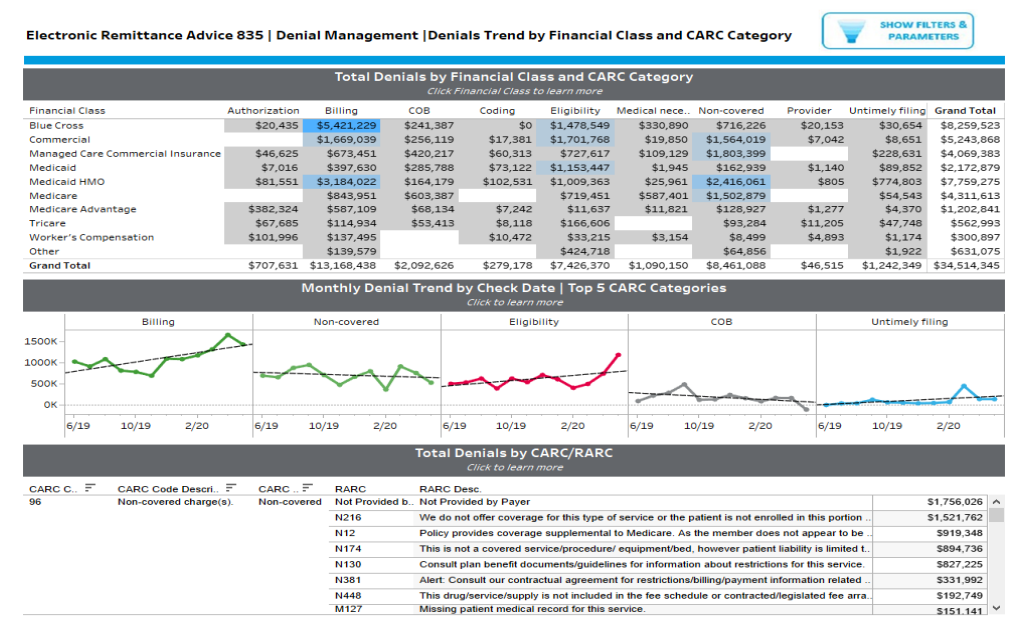 Electronic Remittance Advice 835 | Denial Management |Denials Trend by Financial Class and CARC Category
SHOW FILTERS &
PARAMETERS
Total Denials by Financial Class and CARC Category
Click Financial Class to learn more
Financial Class Authorization Billing COB Coding Eligibility Medical nece.. Non-covered Provider Untimely filing Grand Total
Blue Cross $20,435 $5,421,229 $241,387 $0 $1,478,549 $330,890 $716,226 $20,153 $30,654 $8,259,523
Commercial $1,669,039 $256,119 $17,381 $1,701,768 $19,850 $1,564,019 $7,042 $8,651 $5,243,868
Managed Care Commercial Insurance $46,625 $673,451 $420,217 $60,313 $727,617 $109,129 $1,803,399 $228,631 $4,069,383
Medicaid $7,016 $397,630 $285,788 $73,122 $1,153,447 $1,945 $162,939 $1,140 $89,852 $2,172,879
Medicaid HMO $81,551 $3,184,022 $164,179 $102,531 $1,009,363 $25,961 $2,416,061 $805 $774,803 $7,759,275
Medicare $843,951 $603,387 $719,451 $587,401 $1,502,879 $54,543 $4,311,613
Medicare Advantage $382,324 $587,109 $68,134 $7,242 $11,637 $11,821 $128,927 $1,277 $4,370 $1,202,841
Tricare $67,685 $114,934 $53,413 $8,118 $166,606 $93,284 $11,205 $47,748 $562,993
Worker's Compensation $101,996 $137,495 $10,472 $33,215 $3,154 $8,499 $4,893 $1,174 $300,897
Other $139,579 $424,718 $64,856 $1,922 $631,075
Grand Total $707,631 $13,168,438 $2,092,626 $279,178 $7,426,370 $1,090,150 $8,461,088 $46,515 $1,242,349 $34,514,345
Monthly Denial Trend by Check Date | Top 5 CARC Categories
Click to learn more
Billing Non-covered Eligibility COB Untimely filing
1500K
1000K
500K
0K
6/19 10/19 2/20 6/19 10/19 2/20 6/19 10/19 2/20 6/19 10/19 2/20 6/19 10/19 2/20
Total Denials by CARC/RARC
Click to learn more
CARC C.. CARC Code Descri.. CARC .. RARC RARC Desc.
96 Non-covered charge(s). Non-covered Not Provided b.. Not Provided by Payer $1,756,026
N216 We do not offer coverage for this type of service or the patient is not enrolled in this portion .. $1,521,762
N12 Policy provides coverage supplemental to Medicare. As the member does not appear to be .. $919,348
N174 This is not a covered service/procedure/ equipment/bed, however patient liability is limited t.. $894,736
N130 Consult plan benefit documents/guidelines for information about restrictions for this service. $827,225
N381 Alert: Consult our contractual agreement for restrictions/billing/payment information related .. $331,992
N448 This drug/service/supply is not included in the fee schedule or contracted/legislated fee arra.. $192,749
M127 Missing patient medical record for this service. $151,141